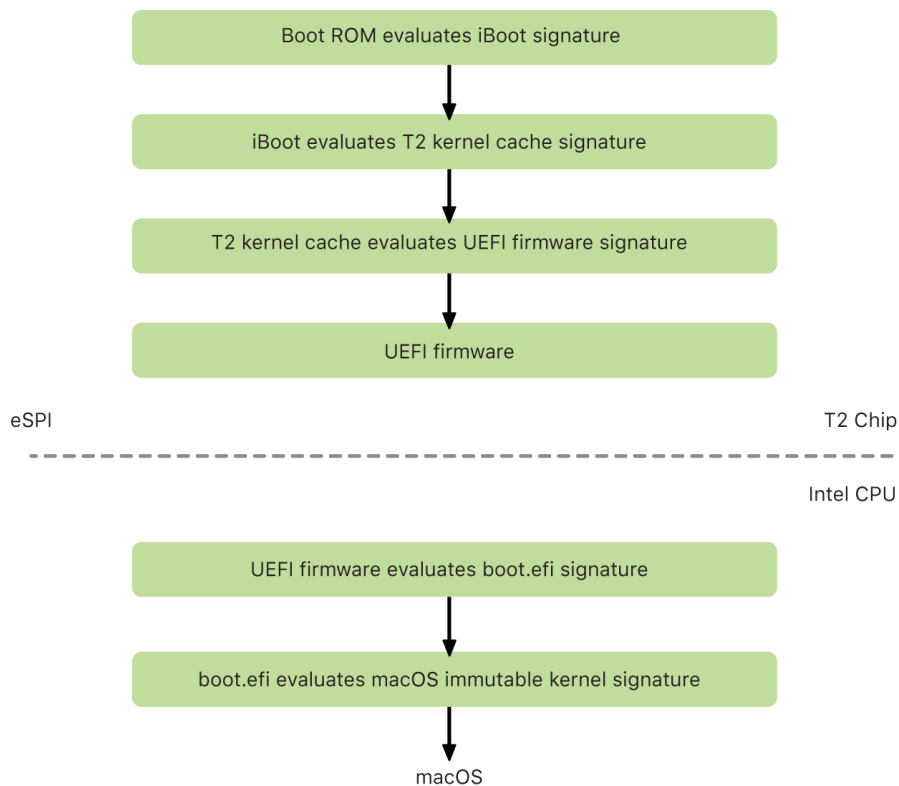 Boot ROM evaluates iBoot signature
iBoot evaluates T2 kernel cache signature
T2 kernel cache evaluates UEFI firmware signature
UEFI firmware
eSPI
T2 Chip
Intel CPU
UEFI firmware evaluates boot.efi signature
boot.efi evaluates macOS immutable kernel signature
macOS